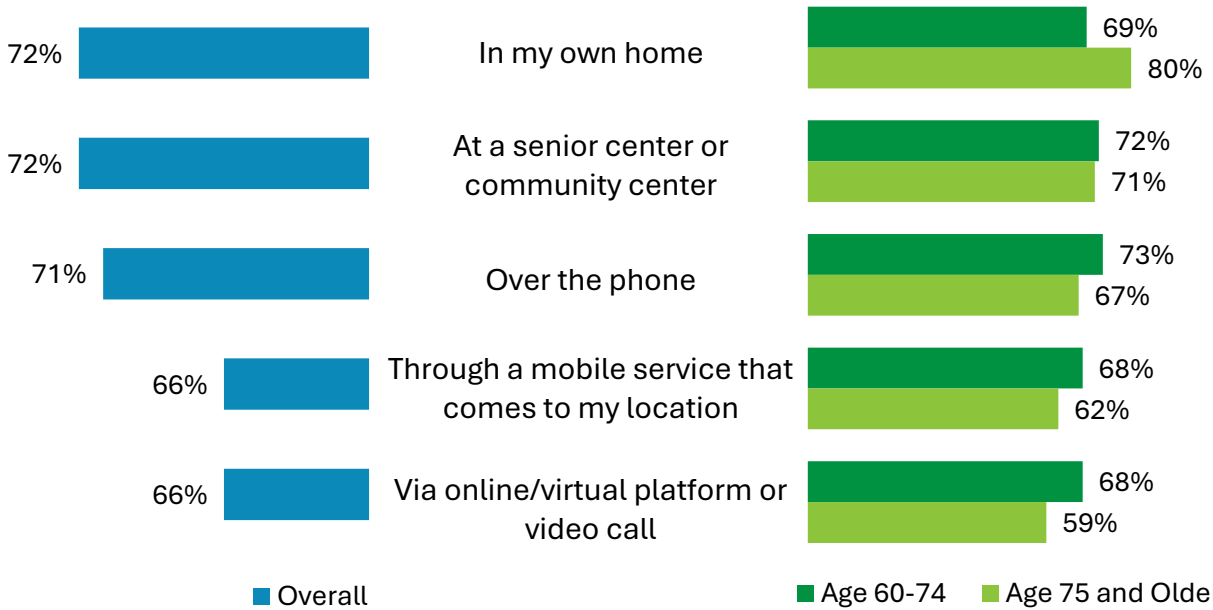 72%
In my own home
69%
80%
72%
At a senior center or
community center
72%
71%
71%
Over the phone
73%
67%
66%
Through a mobile service that
comes to my location
68%
62%
66%
Via online/virtual platform or
video call
68%
59%
Overall
Age 60-74
Age 75 and Olde